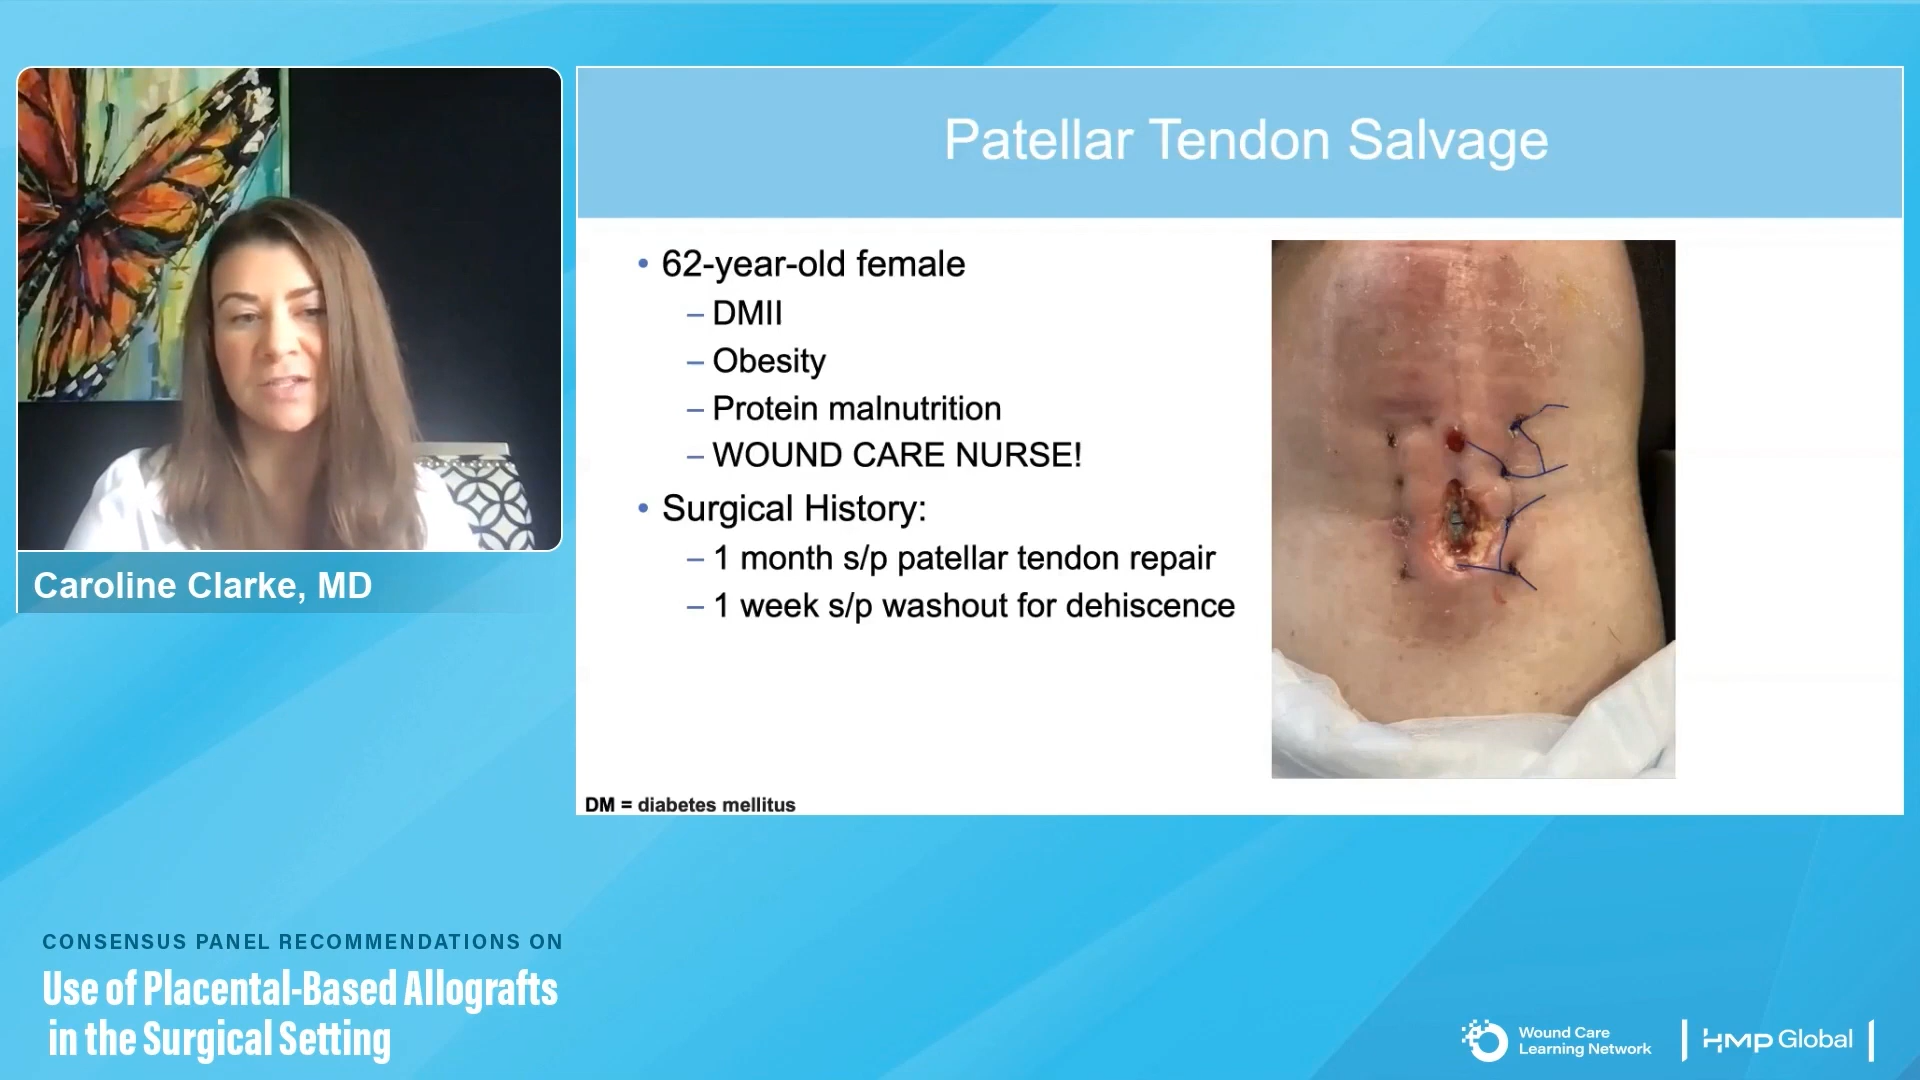 Patellar Tendon Salvage
• 62-year-old female
– DMII
– Obesity
– Protein malnutrition
– WOUND CARE NURSE!
• Surgical History:
– 1 month s/p patellar tendon repair
– 1 week s/p washout for dehiscence
DM = diabetes mellitus
Caroline Clarke, MD
CONSENSUS PANEL RECOMMENDATIONS ON
Use of Placental-Based Allografts
in the Surgical Setting
Wound Care
Learning Network
HMP Global